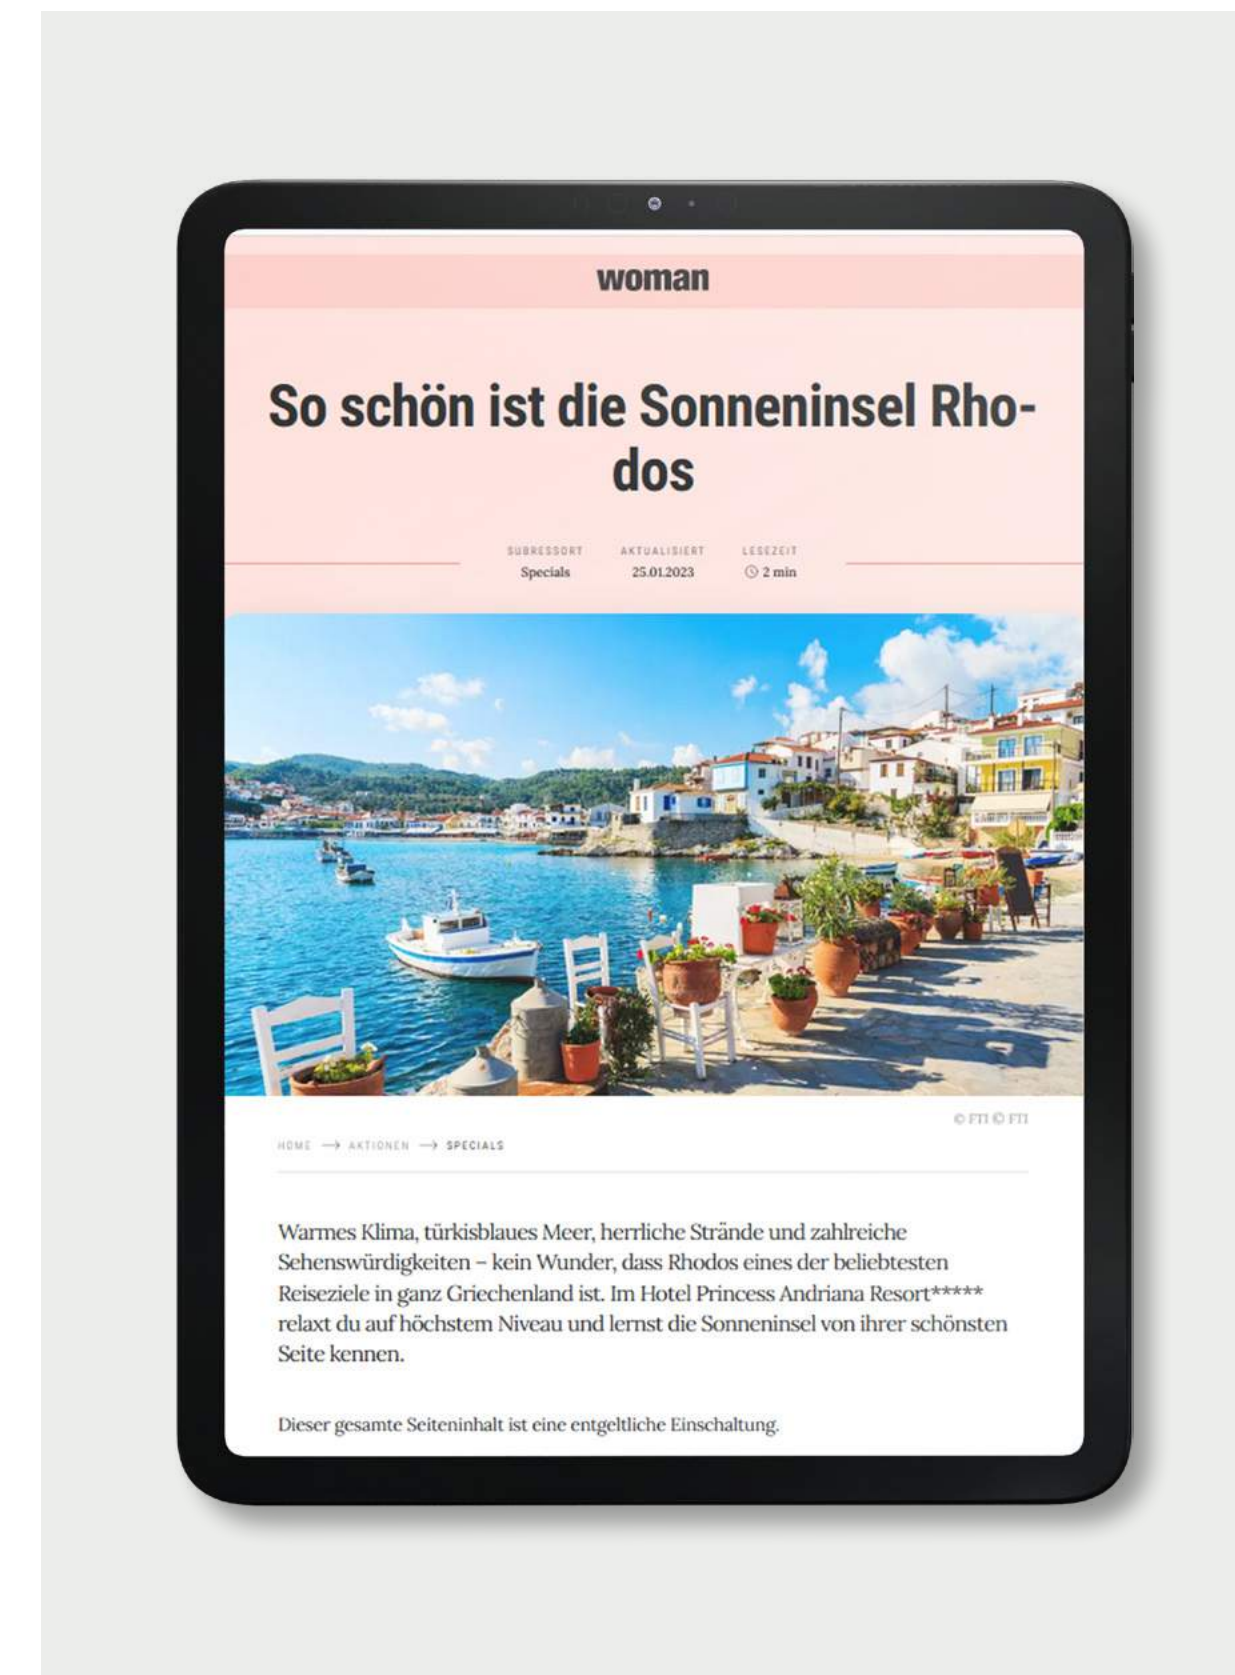 woman
So schön ist die Sonneninsel Rho-
dos
SUBRESSORT AKTUALISIERT LESEZEIT
Specials 25.01.2023 2 min
© FTI © FTI
HOME → AKTIONEN → SPECIALS
Warmes Klima, türkisblaues Meer, herrliche Strände und zahlreiche
Sehenswürdigkeiten – kein Wunder, dass Rhodos eines der beliebtesten
Reiseziele in ganz Griechenland ist. Im Hotel Princess Andriana Resort*****
relaxt du auf höchstem Niveau und lernst die Sonneninsel von ihrer schönsten
Seite kennen.
Dieser gesamte Seiteninhalt ist eine entgeltliche Einschaltung.